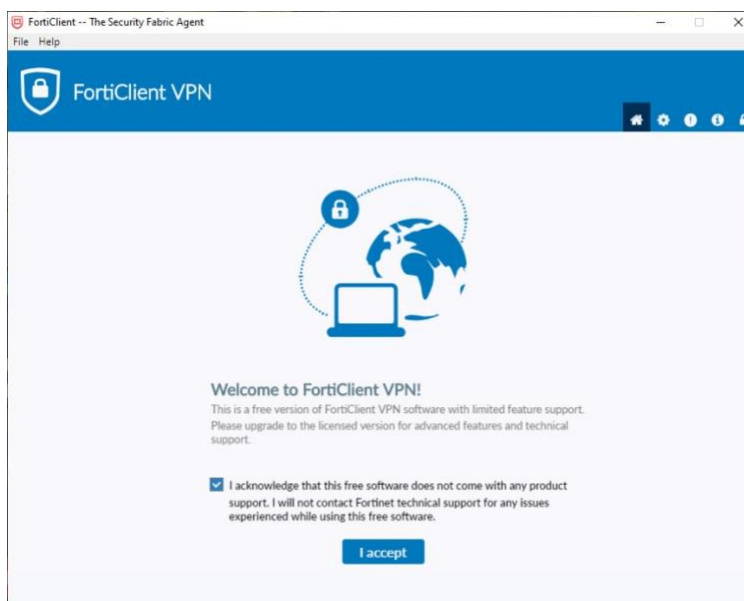 FortiClient -- The Security Fabric Agent
File Help
FortiClient VPN
Welcome to FortiClient VPN!
This is a free version of FortiClient VPN software with limited feature support.
Please upgrade to the licensed version for advanced features and technical
support.
I acknowledge that this free software does not come with any product
support. I will not contact Fortinet technical support for any issues
experienced while using this free software.
I accept